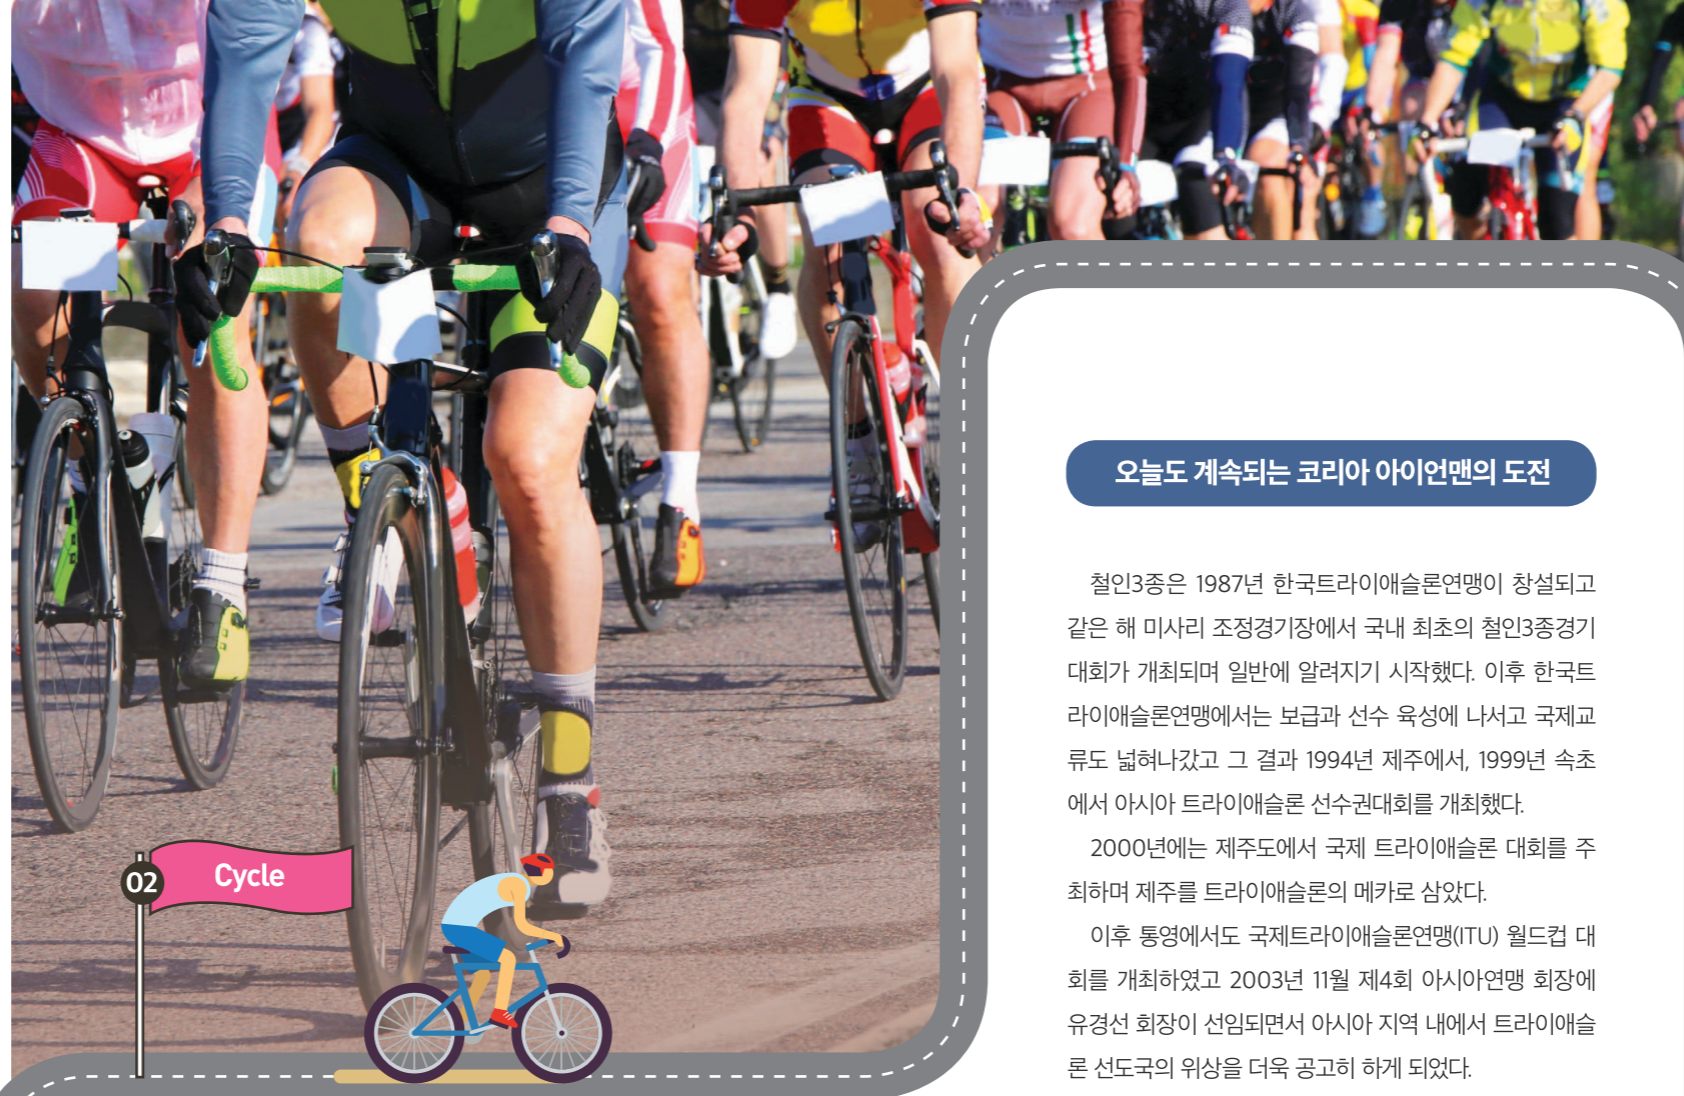 오늘도 계속되는 코리아 아이언맨의 도전
철인3종은 1987년 한국트라이애슬론연맹이 창설되고
같은 해 미사리 조정경기장에서 국내 최초의 철인3종경기
대회가 개최되며 일반에 알려지기 시작했다. 이후 한국트
라이애슬론연맹에서는 보급과 선수 육성에 나서고 국제교
류도 넓혀나갔고 그 결과 1994년 제주에서, 1999년 속초
에서 아시아 트라이애슬론 선수권대회를 개최했다.
2000년에는 제주도에서 국제 트라이애슬론 대회를 주
최하며 제주를 트라이애슬론의 메카로 삼았다.
이후 통영에서도 국제트라이애슬론연맹(ITU) 월드컵 대
회를 개최하였고 2003년 11월 제4회 아시아연맹 회장에
유경선 회장이 선임되면서 아시아 지역 내에서 트라이애슬
론 선도국의 위상을 더욱 공고히 하게 되었다.
02 Cycle